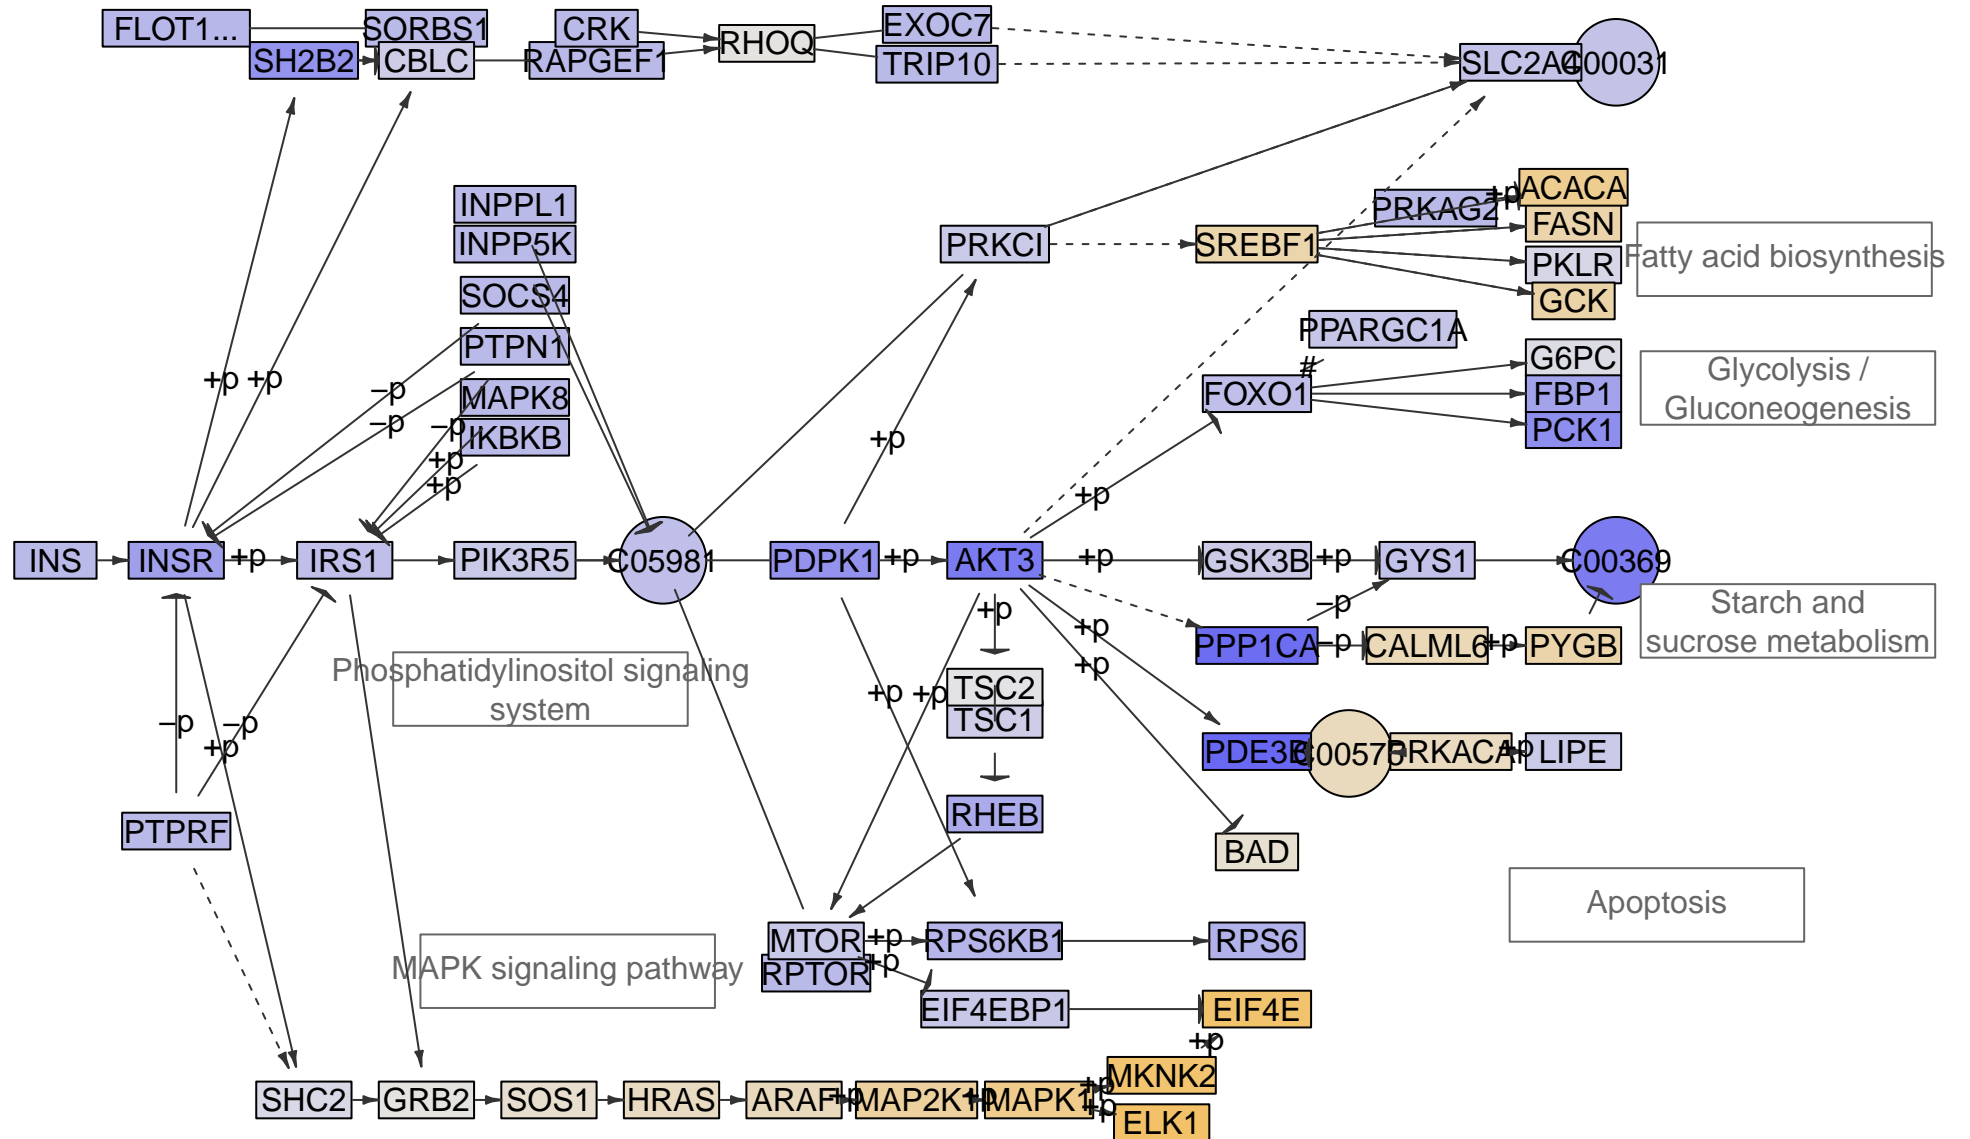 FLOT1...
SORBS1
CRK
RHOQ
EXOC7
SH2B2
CBLC
RAPGEF1
TRIP10
SLC2A4
C00031
INPPL1
INPP5K
SOCS4
PTPN1
MAPK8
IKBKB
PRKCI
SREBF1
PRKAG2
+p
ACACA
FASN
PKLR
GCK
Fatty acid biosynthesis
PPARGC1A
#
FOXO1
G6PC
FBP1
PCK1
Glycolysis /
Gluconeogenesis
+p
+p
−p
−p
−p
+p
+p
+p
+p
INS
INSR
+p
IRS1
PIK3R5
C05981
PDPK1
+p
AKT3
+p
GSK3B
+p
GYS1
C00369
+p
+p
+p
−p
PPP1CA
−p
CALML6
+p
PYGB
Starch and
sucrose metabolism
Phosphatidylinositol signaling
system
−p
+p
−p
+p
+p
TSC2
TSC1
PDE3B
C00575
PRKACA
+p
LIPE
PTPRF
RHEB
BAD
Apoptosis
MTOR
+p
RPS6KB1
RPS6
RPTOR
+p
MAPK signaling pathway
EIF4EBP1
EIF4E
+p
SHC2
GRB2
SOS1
HRAS
ARAF
+p
MAP2K1
+p
MAPK1
+p
+p
MKNK2
ELK1